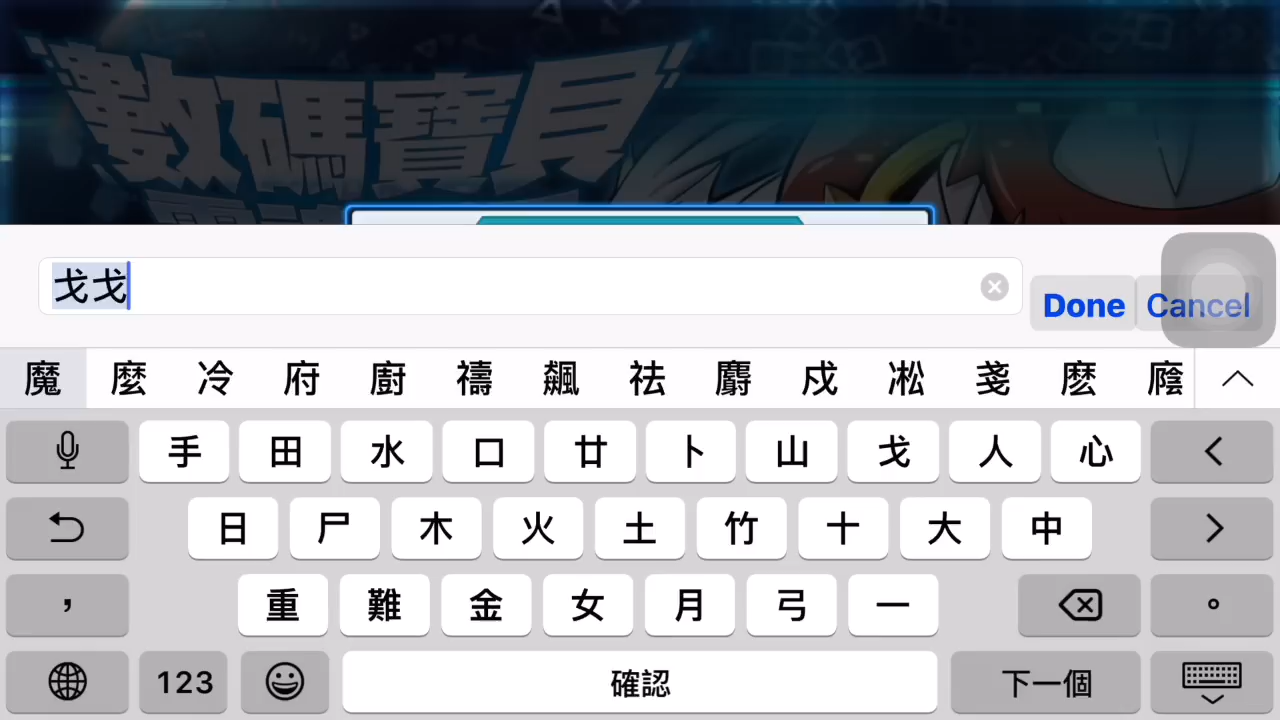 數碼寶貝
戈戈
Done Cancel
魔 麼 冷 府 廚 禱 飆 祛 麝 戍 凇 戔 麽 廕
手 田 水 口 廿 卜 山 戈 人 心
日 尸 木 火 土 竹 十 大 中
， 重 難 金 女 月 弓 一 。
123 確認 下一個